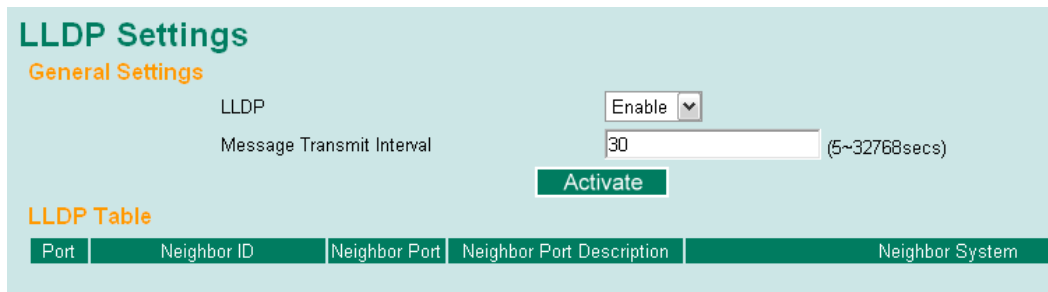 LLDP Settings
General Settings
LLDP Enable
Message Transmit Interval 30 (5~32768secs)
Activate
LLDP Table
Port Neighbor ID Neighbor Port Neighbor Port Description Neighbor System